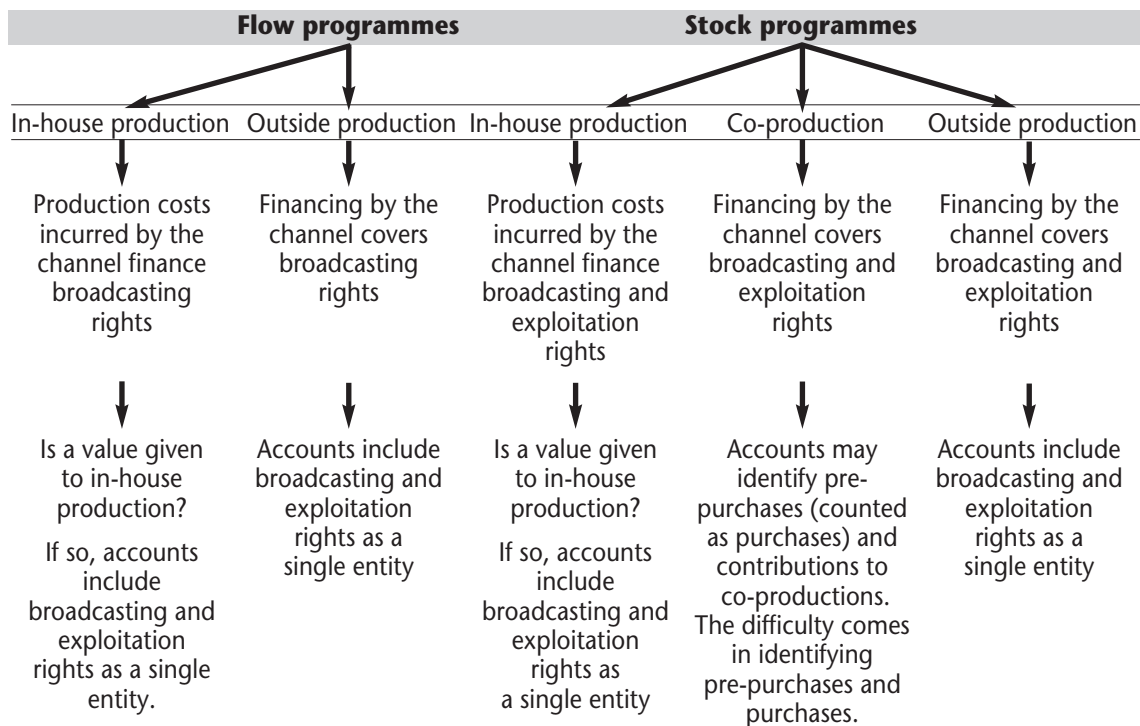 Flow programmes Stock programmes
In-house production Outside production In-house production Co-production Outside production
Production costs
incurred by the
channel finance
broadcasting
rights
Financing by the
channel covers
broadcasting
rights
Production costs
incurred by the
channel finance
broadcasting and
exploitation
rights
Financing by the
channel covers
broadcasting and
exploitation
rights
Financing by the
channel covers
broadcasting and
exploitation
rights
Is a value given
to in-house
production?
If so, accounts
include
broadcasting and
exploitation
rights as a single
entity.
Accounts include
broadcasting and
exploitation
rights as a
single entity
Is a value given
to in-house
production?
If so, accounts
include
broadcasting and
exploitation
rights as
a single entity
Accounts may
identify pre-
purchases (counted
as purchases) and
contributions to
co-productions.
The difficulty comes
in identifying
pre-purchases and
purchases.
Accounts include
broadcasting and
exploitation
rights as a
single entity